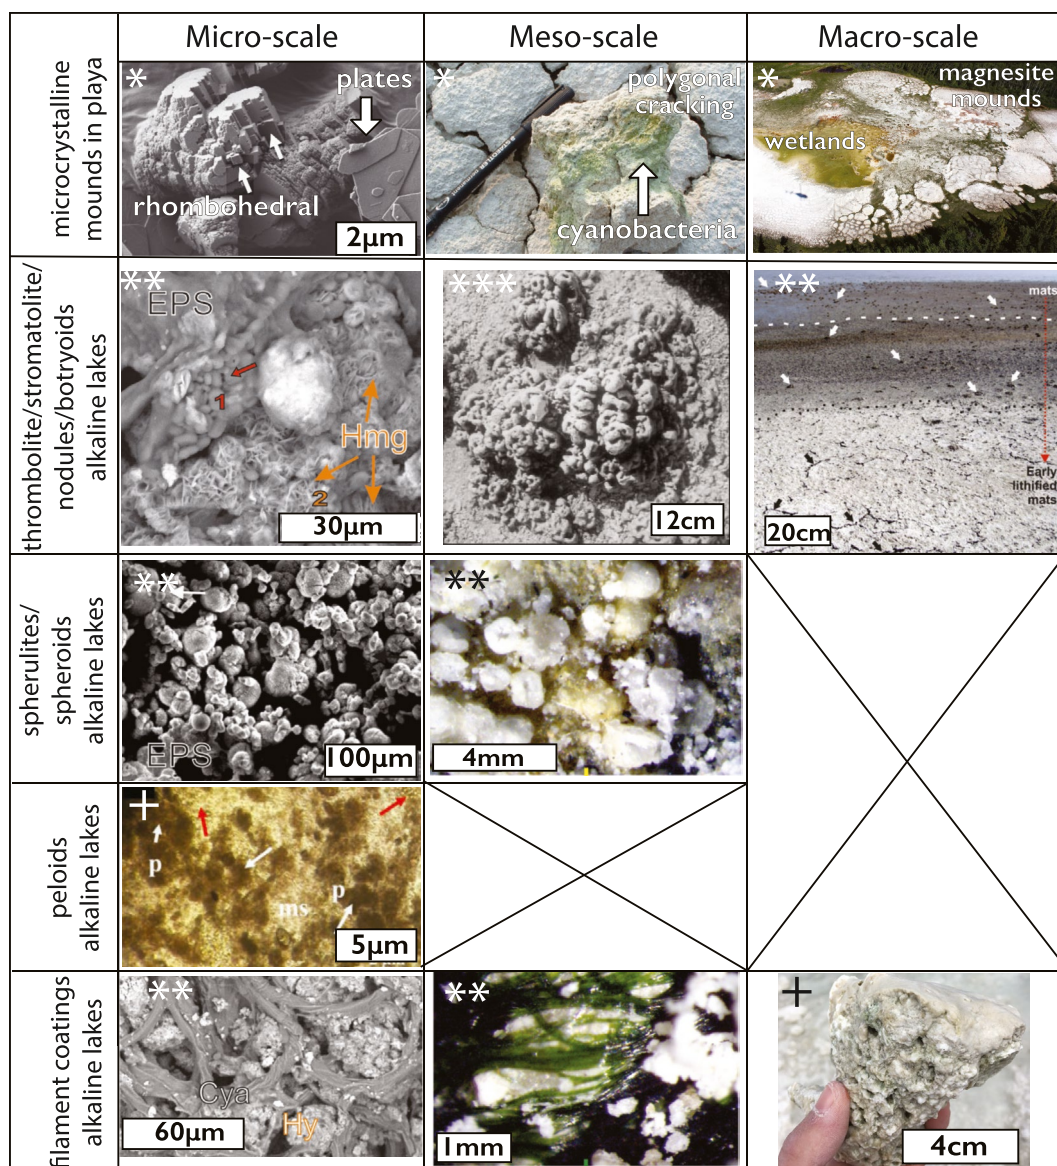 Micro-scale
Meso-scale
Macro-scale
microcrystalline
mounds in playa
*
plates
rhombohedral
2μm
*
polygonal
cracking
cyanobacteria
*
magnesite
mounds
wetlands
thrombolite/stromatolite/
nodules/botryoids
alkaline lakes
**
EPS
1
Hmg
2
30μm
***
12cm
**
mats
Early
lithified
mats
20cm
spherulites/
spheroids
alkaline lakes
**
EPS
100μm
**
4mm
peloids
alkaline lakes
+
p
p
ms
5μm
filament coatings
alkaline lakes
**
Cya
Hy
60μm
**
1mm
+
4cm